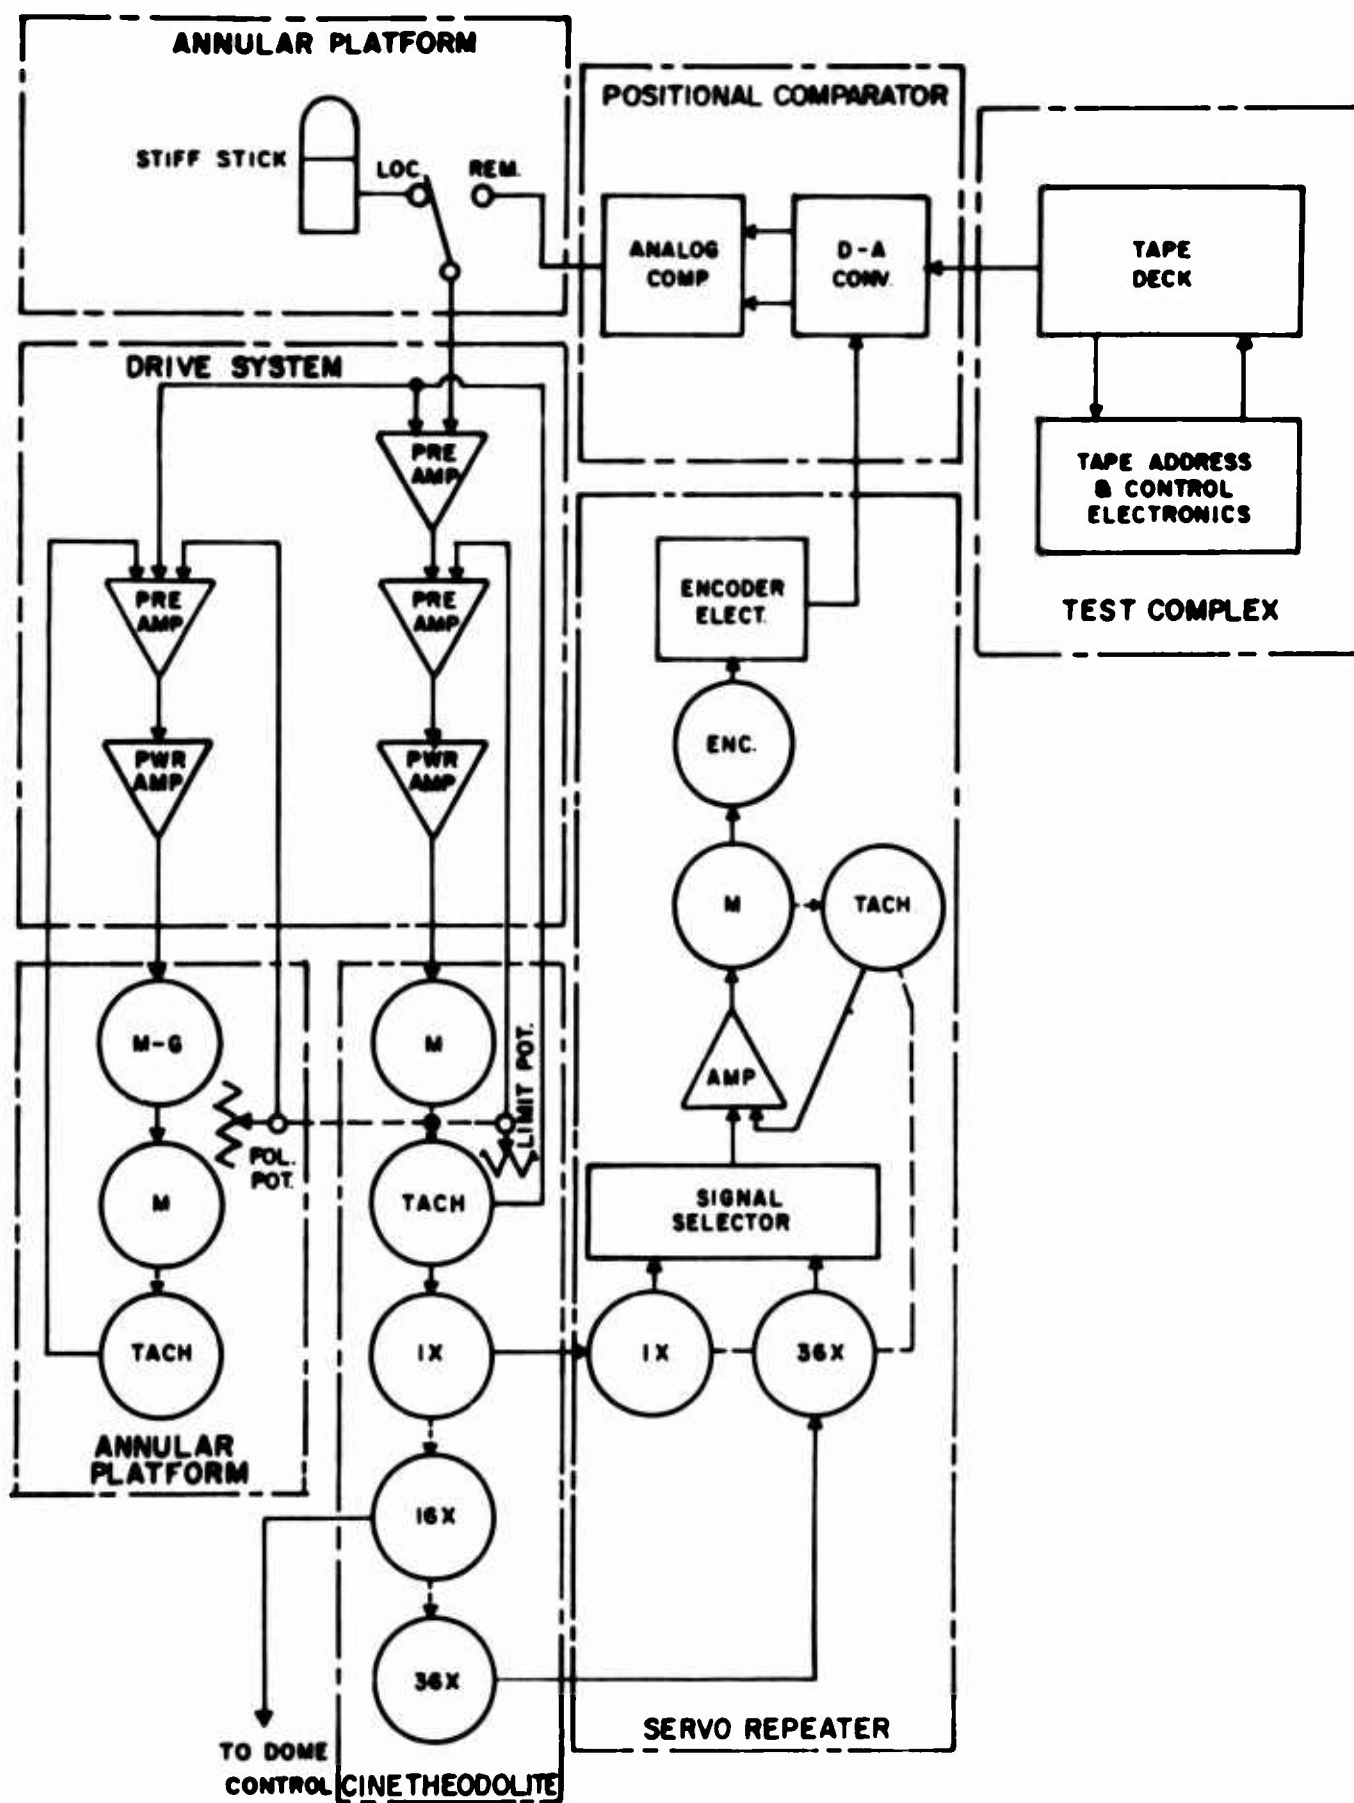 ANNULAR PLATFORM
STIFF STICK
LOC.
REM.
POSITIONAL COMPARATOR
ANALOG
COMP
D-A
CONV.
TAPE
DECK
TAPE ADDRESS
& CONTROL
ELECTRONICS
TEST COMPLEX
DRIVE SYSTEM
PRE
AMP
PRE
AMP
PRE
AMP
PWR
AMP
PWR
AMP
ENCODER
ELECT.
ENC.
M
TACH
AMP
SIGNAL
SELECTOR
1X
36X
SERVO REPEATER
M-G
M
TACH
POL.
POT.
ANNULAR
PLATFORM
M
LIMIT POT.
TACH
1X
16X
36X
TO DOME
CONTROL
CINETHEODOLITE